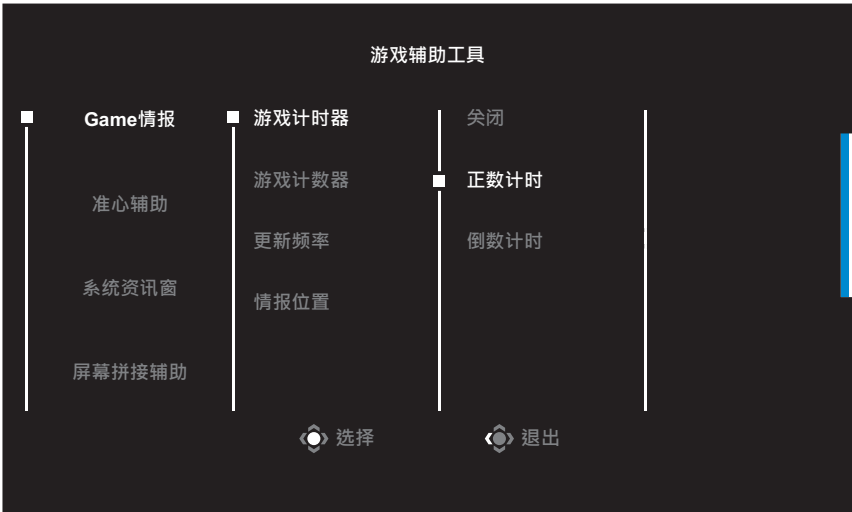 游戏辅助工具
Game情报
准心辅助
系统资讯窗
屏幕拼接辅助
游戏计时器
游戏计数器
更新频率
情报位置
关闭
正数计时
倒数计时
选择
退出